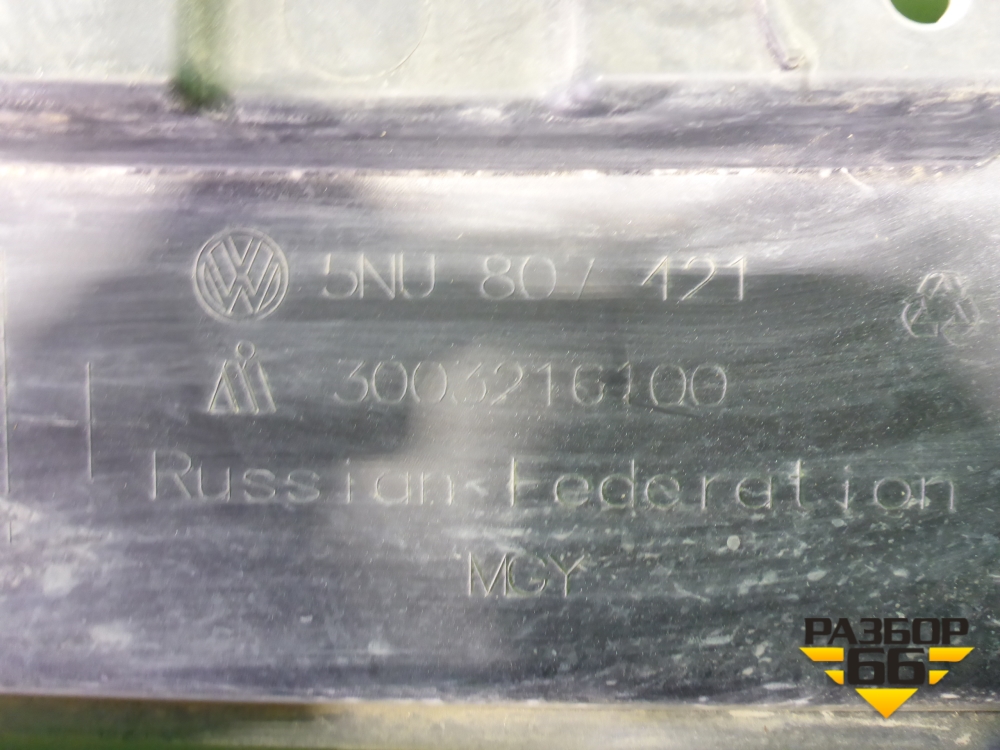 5NU 807 421
3003216100
Russian Federation
MGY
РАЗБОР
66